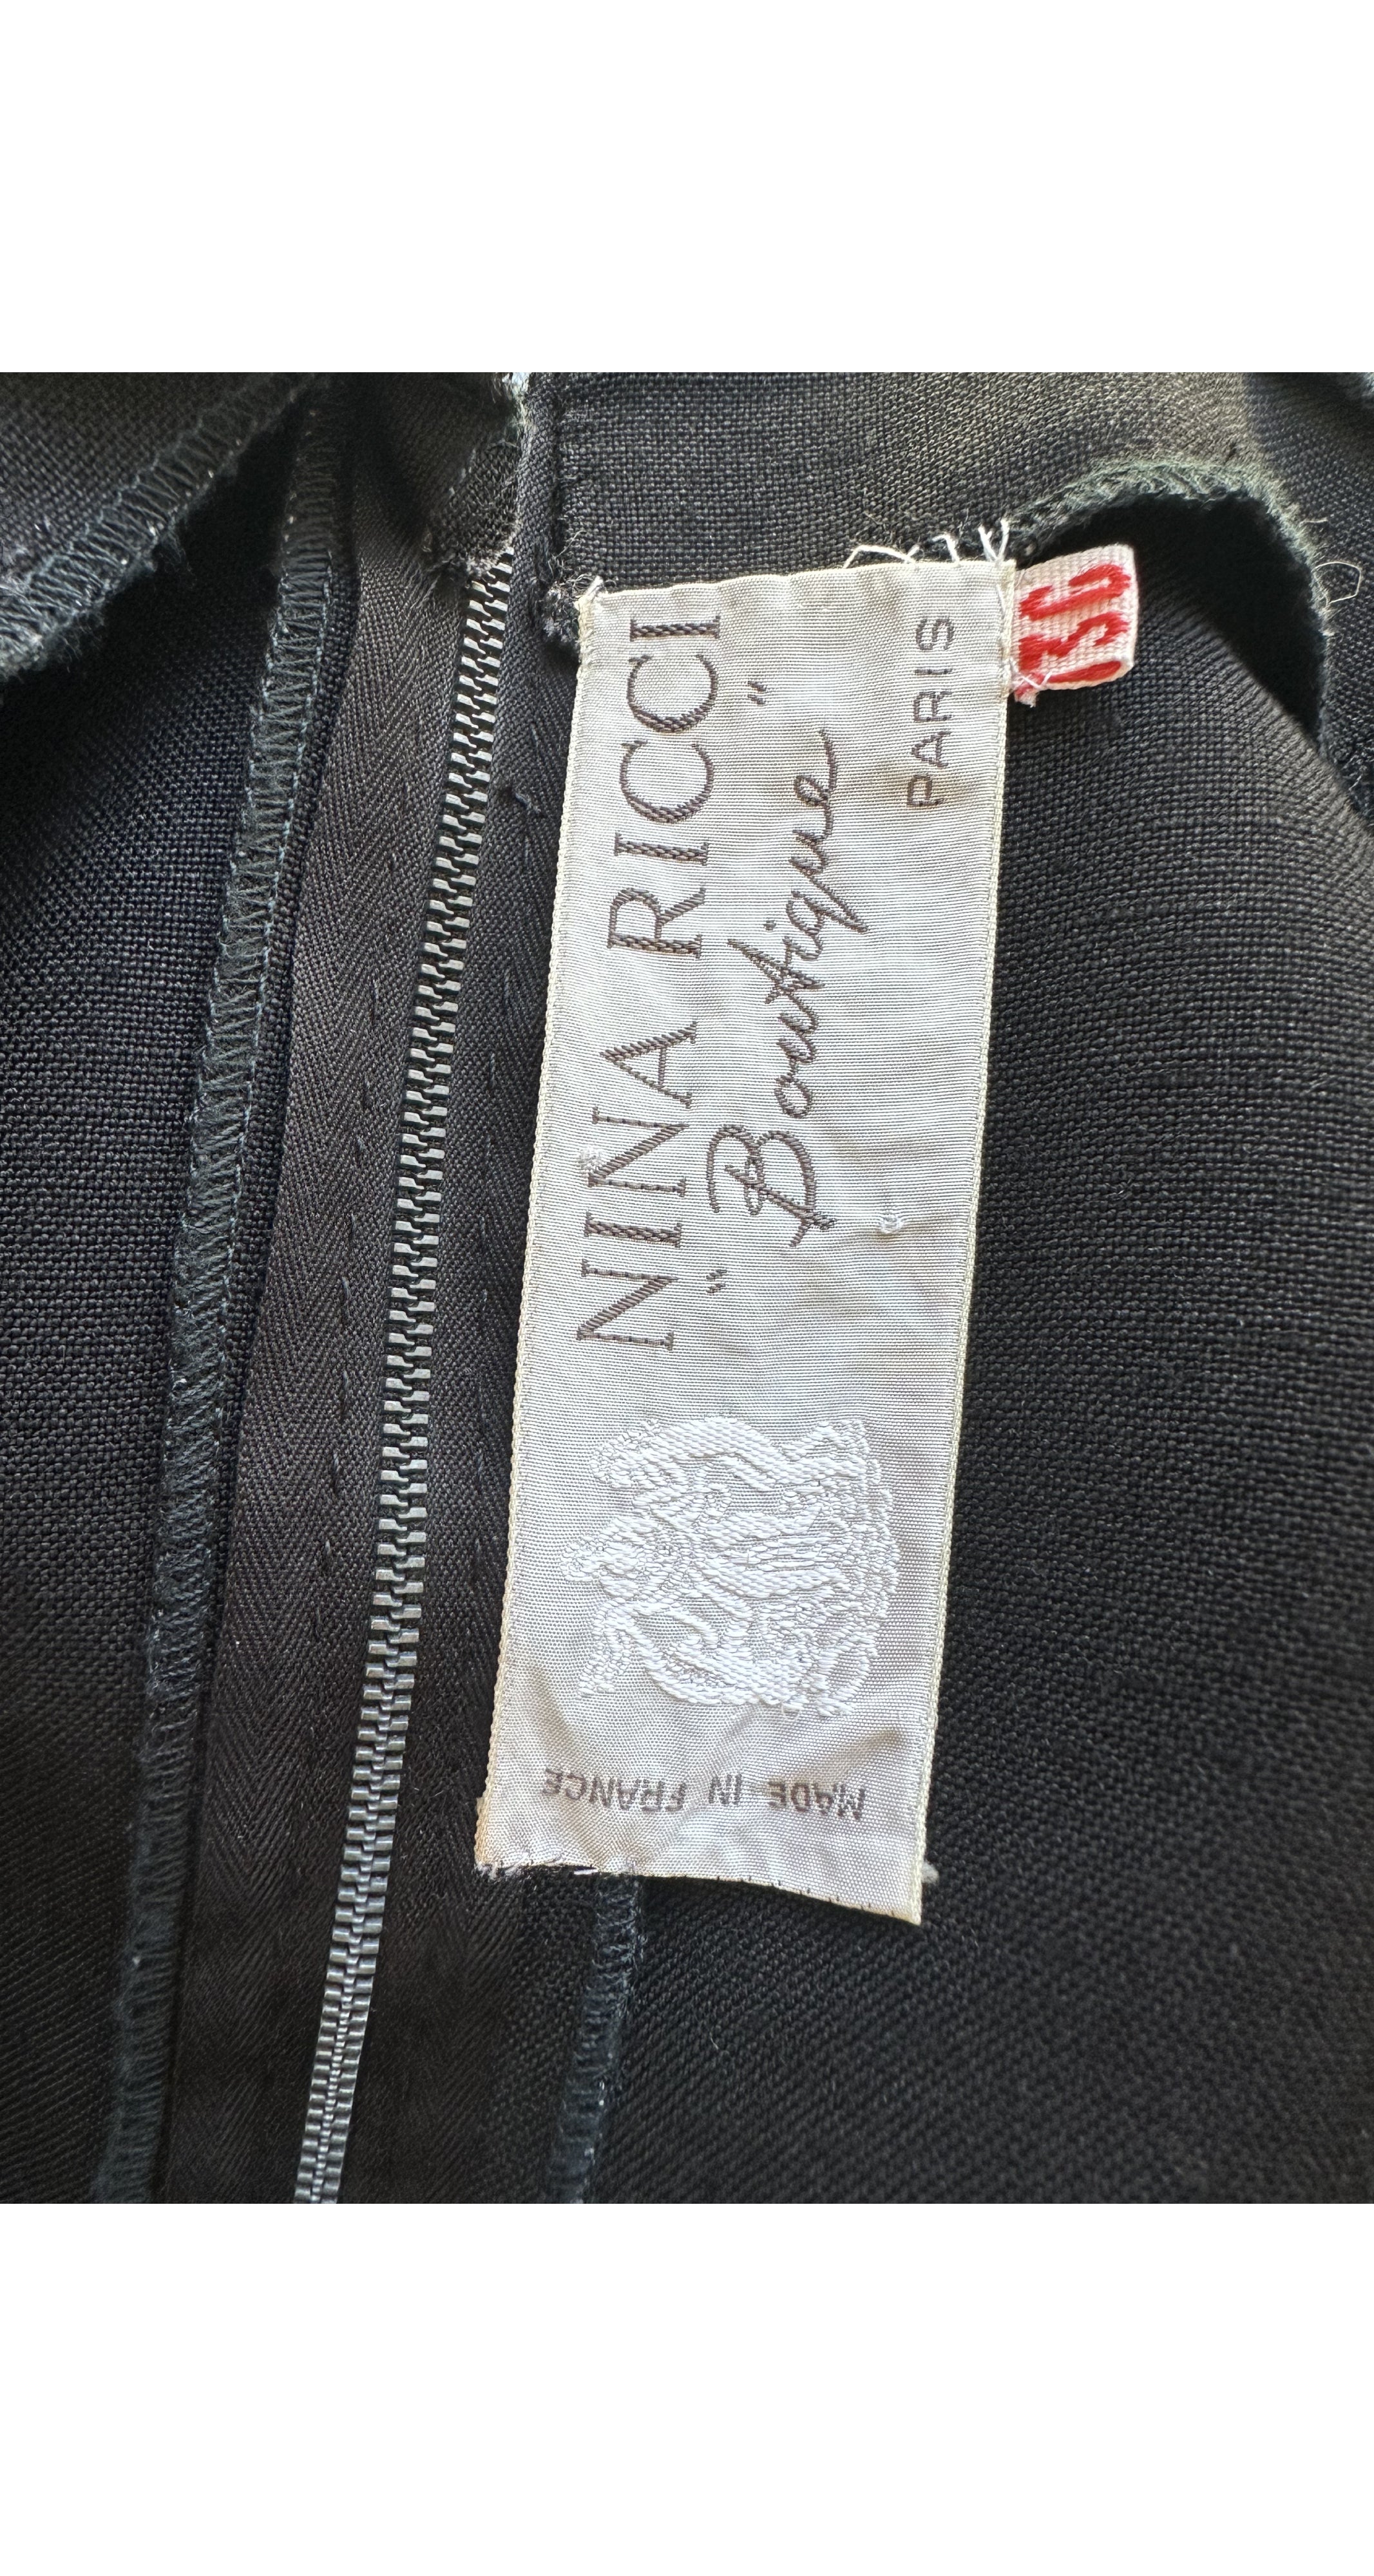 NINA RICCI
"Boutique"
PARIS
36
MADE IN FRANCE